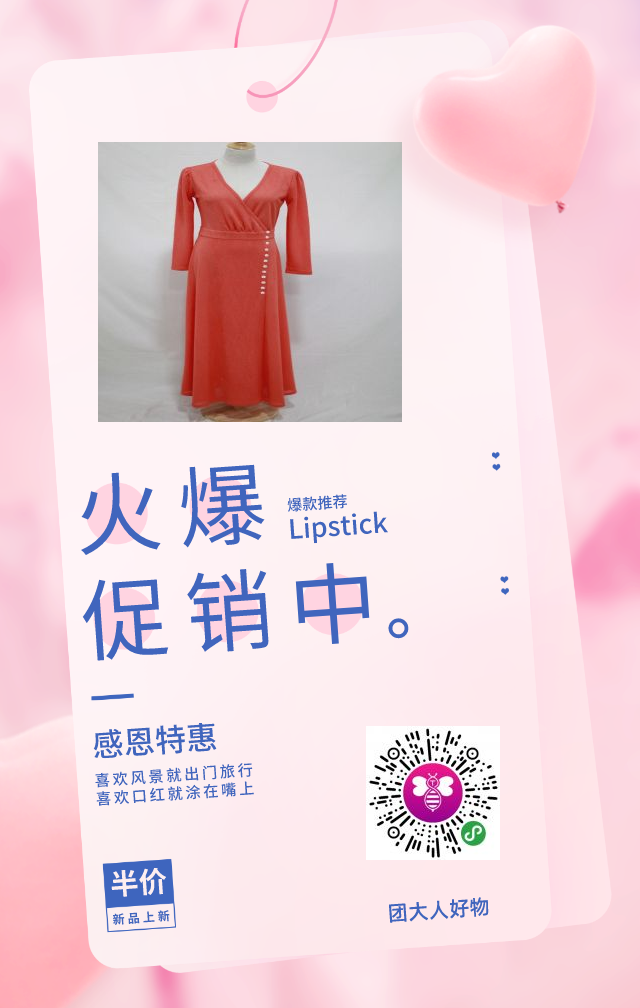 火爆
爆款推荐
Lipstick
促销中。
感恩特惠
喜欢风景就出门旅行
喜欢口红就涂在嘴上
半价
新品上新
团大人好物